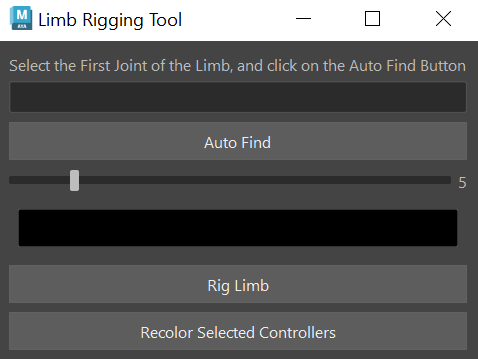 M
MAYA
Limb Rigging Tool
Select the First Joint of the Limb, and click on the Auto Find Button
Auto Find
5
Rig Limb
Recolor Selected Controllers